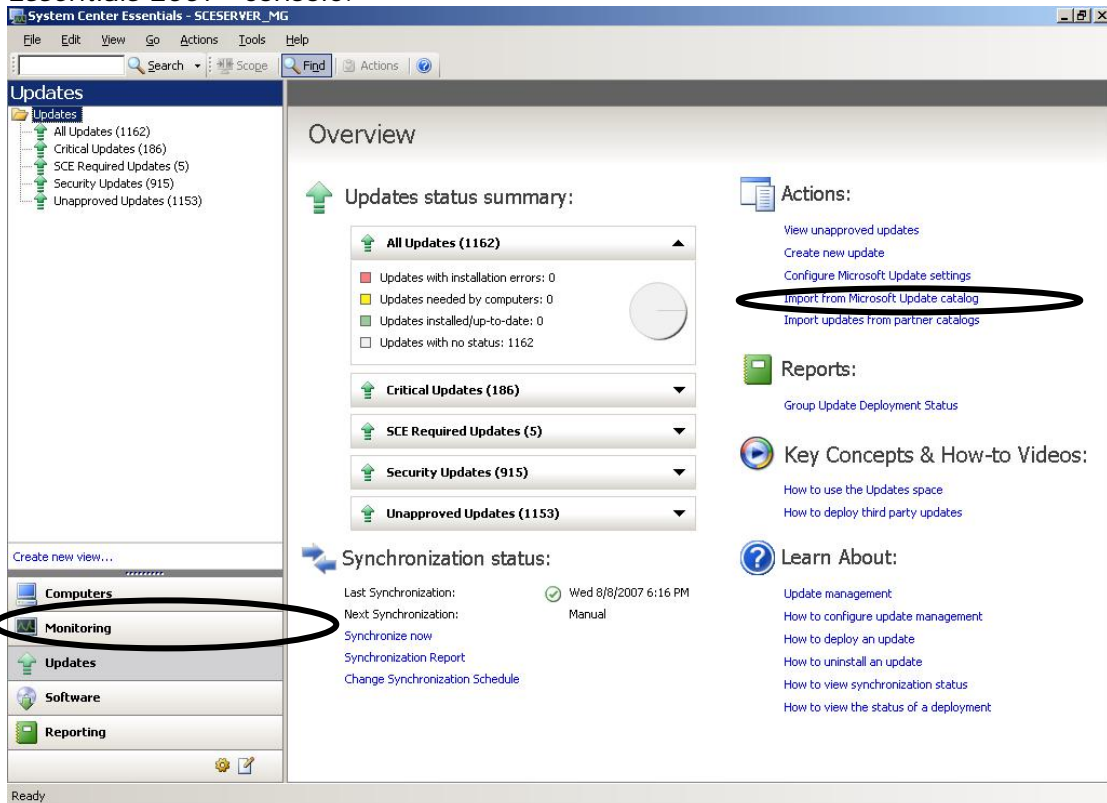 System Center Essentials - SCESERVER_MG
File Edit View Go Actions Tools Help
Search Scope Find Actions
Updates
Updates
All Updates (1162)
Critical Updates (186)
SCE Required Updates (5)
Security Updates (915)
Unapproved Updates (1153)
Create new view...
Computers
Monitoring
Updates
Software
Reporting
Overview
Updates status summary:
All Updates (1162)
Updates with installation errors: 0
Updates needed by computers: 0
Updates installed/up-to-date: 0
Updates with no status: 1162
Critical Updates (186)
SCE Required Updates (5)
Security Updates (915)
Unapproved Updates (1153)
Synchronization status:
Last Synchronization: Wed 8/8/2007 6:16 PM
Next Synchronization: Manual
Synchronize now
Synchronization Report
Change Synchronization Schedule
Actions:
View unapproved updates
Create new update
Configure Microsoft Update settings
Import from Microsoft Update catalog
Import updates from partner catalogs
Reports:
Group Update Deployment Status
Key Concepts & How-to Videos:
How to use the Updates space
How to deploy third party updates
Learn About:
Update management
How to configure update management
How to deploy an update
How to uninstall an update
How to view synchronization status
How to view the status of a deployment
Ready